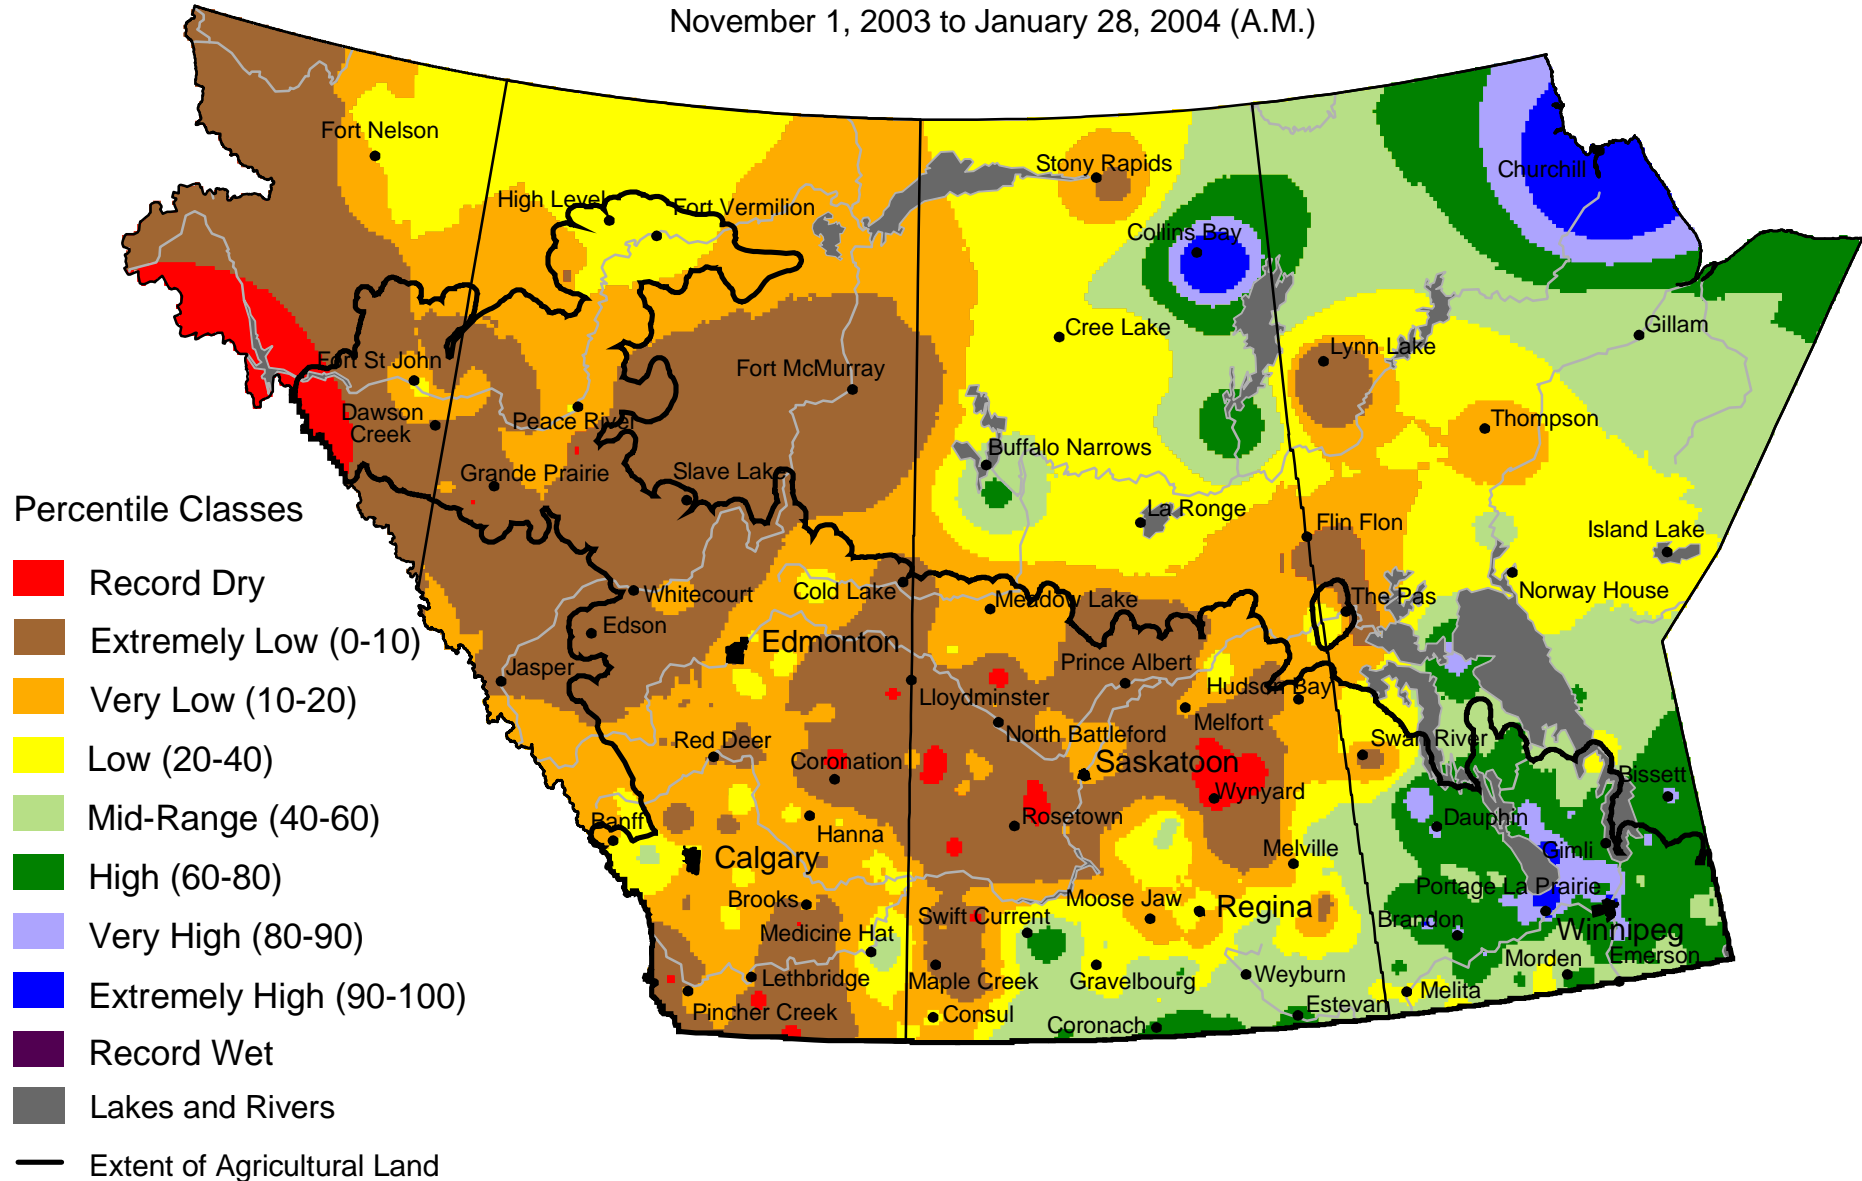 November 1, 2003 to January 28, 2004 (A.M.)
Fort Nelson
Stony Rapids
Churchill
High Level
Fort Vermilion
Collins Bay
Cree Lake
Gillam
Lynn Lake
Fort St John
Fort McMurray
Dawson
Creek
Peace River
Thompson
Buffalo Narrows
Grande Prairie
Slave Lake
La Ronge
Flin Flon
Island Lake
Whitecourt
Cold Lake
Meadow Lake
The Pas
Norway House
Edson
Edmonton
Jasper
Prince Albert
Lloydminster
Hudson Bay
Melfort
Red Deer
North Battleford
Swan River
Coronation
Saskatoon
Bissett
Wynyard
Banff
Hanna
Rosetown
Dauphin
Calgary
Melville
Gimli
Brooks
Swift Current
Moose Jaw
Regina
Portage La Prairie
Brandon
Medicine Hat
Winnipeg
Lethbridge
Maple Creek
Gravelbourg
Weyburn
Morden
Emerson
Pincher Creek
Consul
Coronach
Estevan
Melita
Percentile Classes
Record Dry
Extremely Low (0-10)
Very Low (10-20)
Low (20-40)
Mid-Range (40-60)
High (60-80)
Very High (80-90)
Extremely High (90-100)
Record Wet
Lakes and Rivers
Extent of Agricultural Land